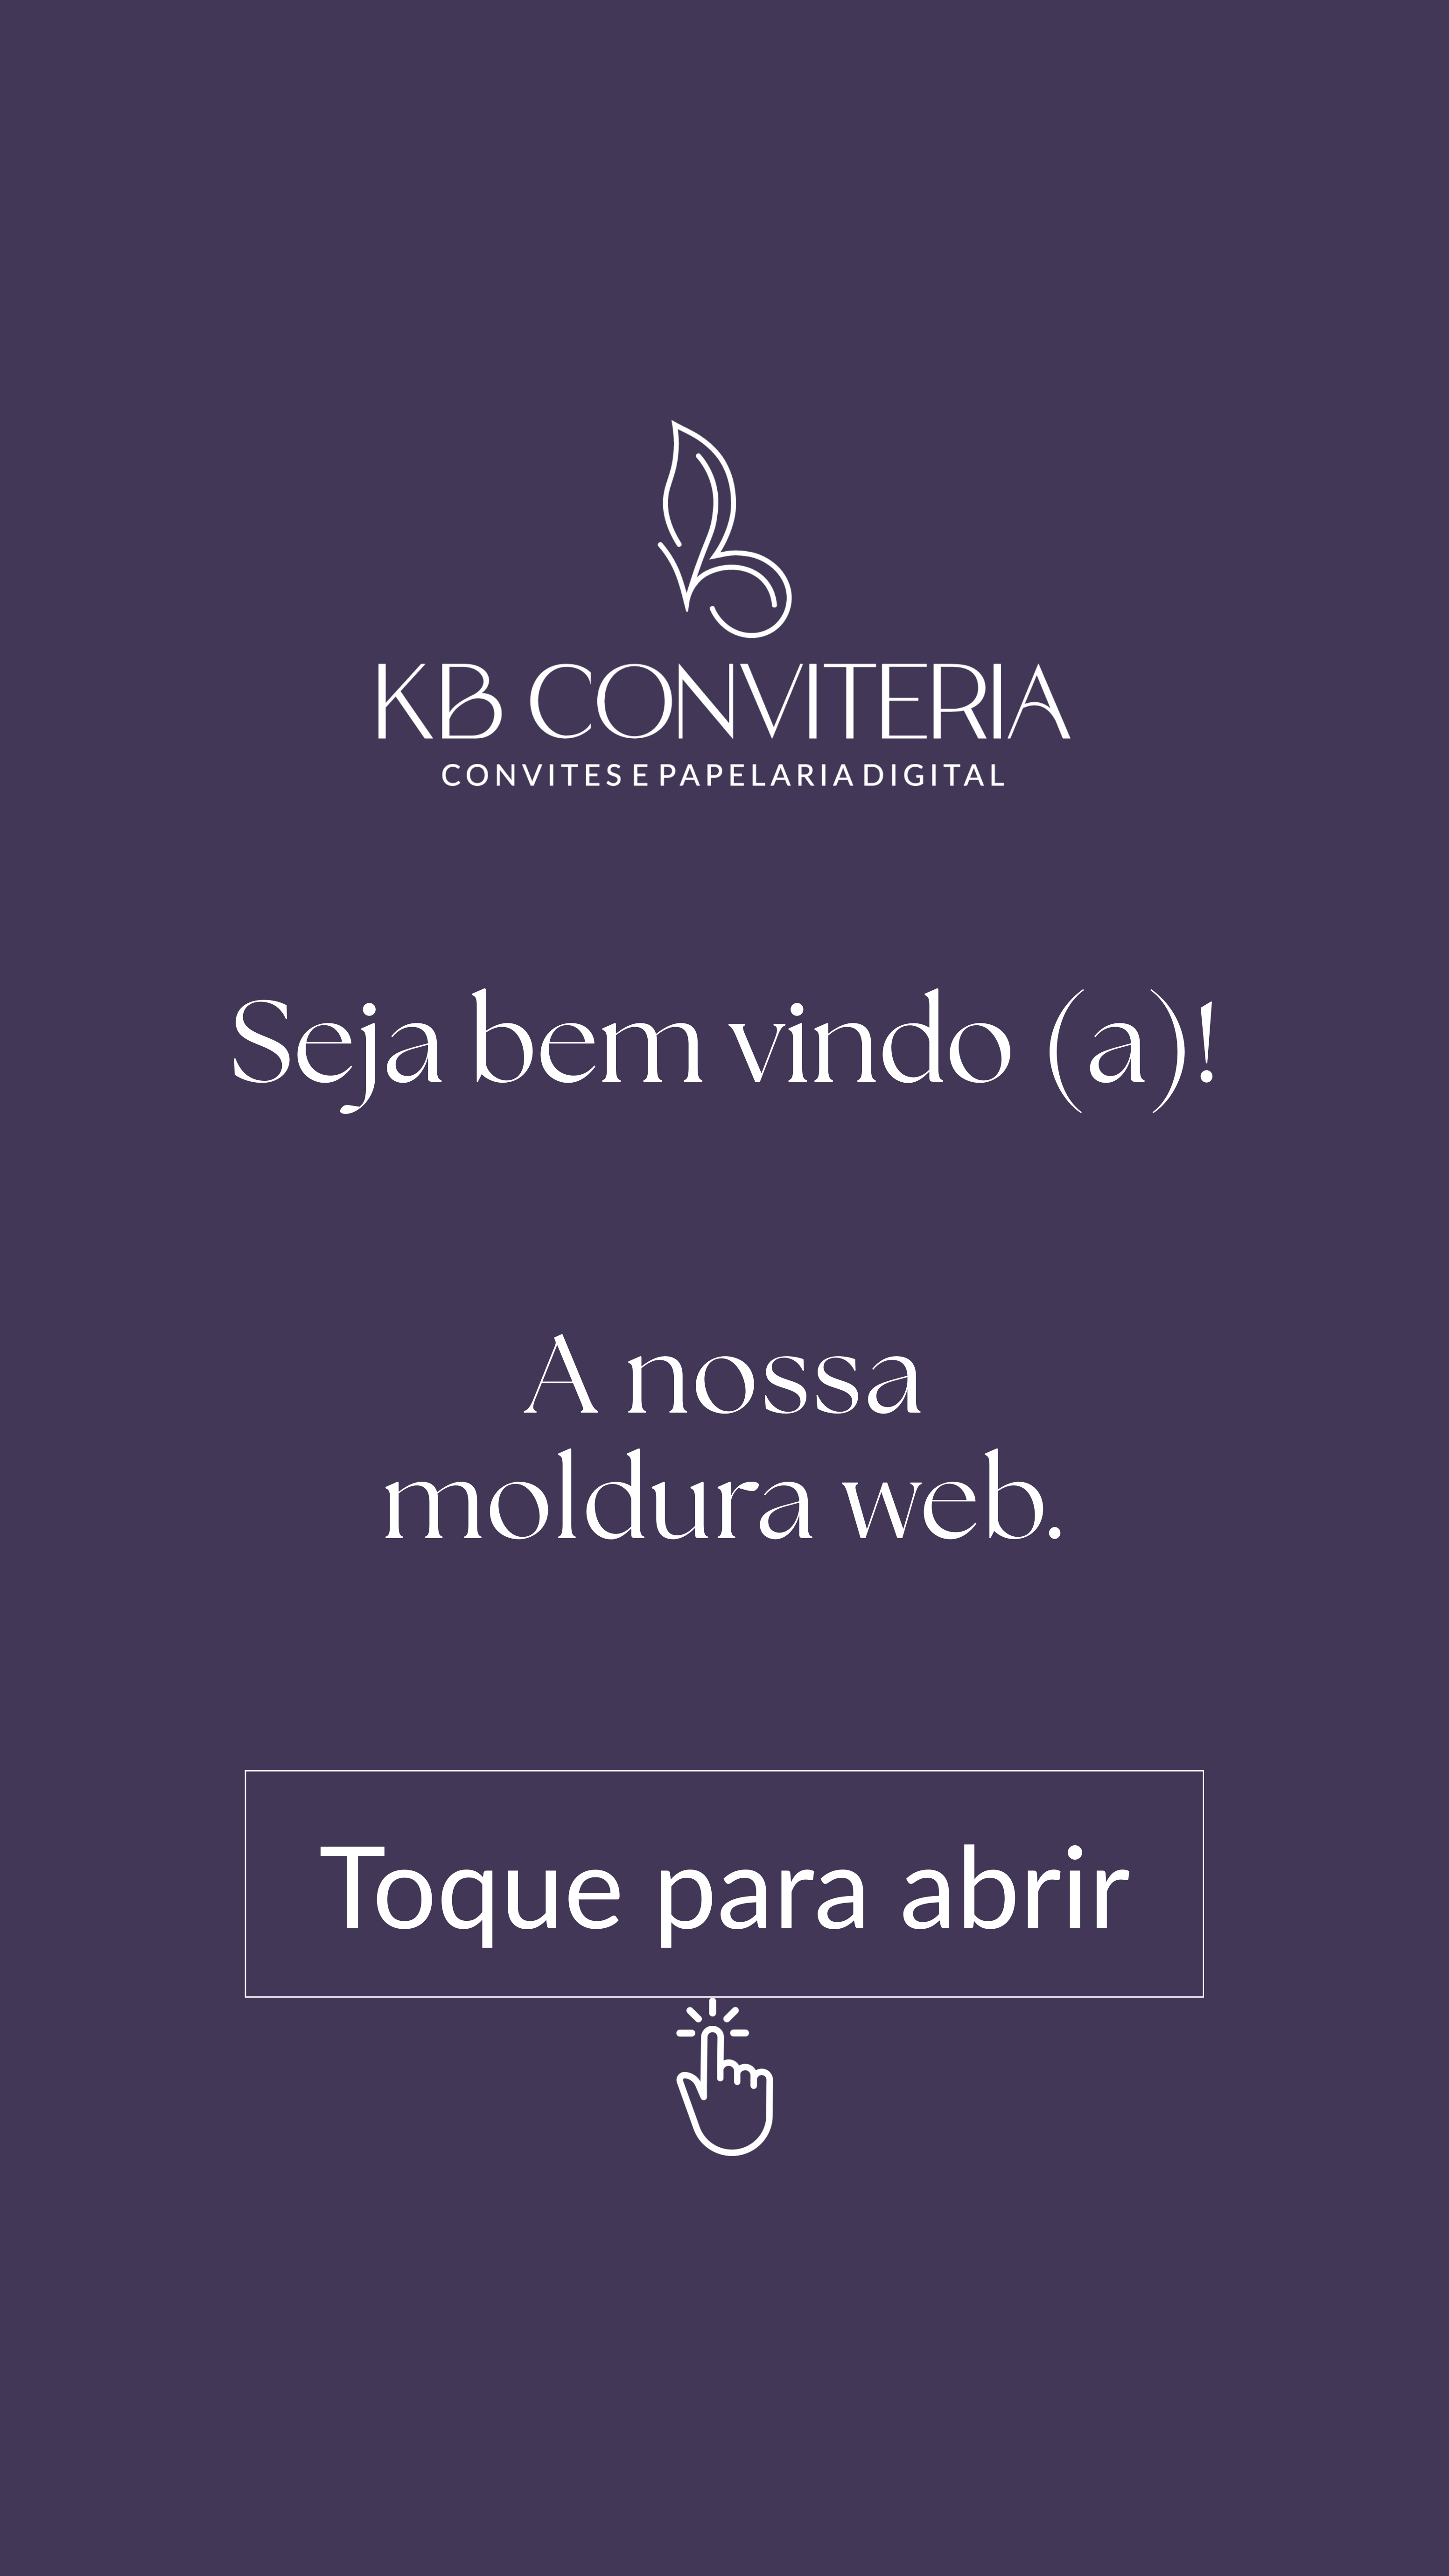 KB CONVITERIA
CONVITES E PAPELARIA DIGITAL
Seja bem vindo (a)!
A nossa
moldura web.
Toque para abrir